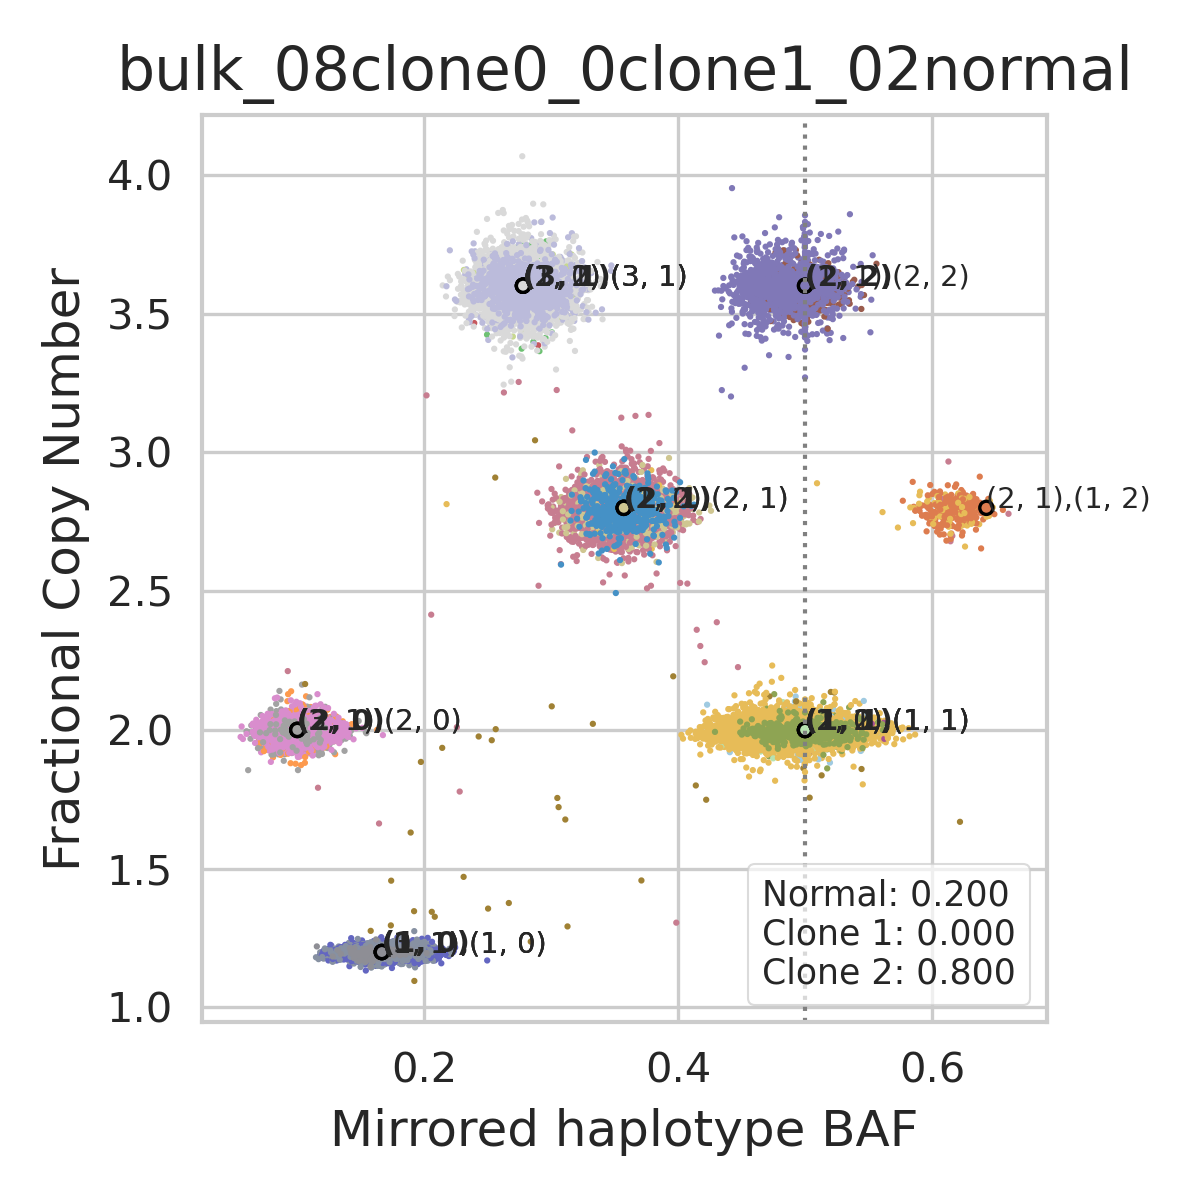 bulk_08clone0_0clone1_02normal
4.0
3.5
3.0
2.5
2.0
1.5
1.0
Fractional Copy Number
(3, 1)
(2, 2)
(2, 1)
(2, 1),(1, 2)
(2, 0)
(1, 1)
(1, 0)
Normal: 0.200
Clone 1: 0.000
Clone 2: 0.800
0.2
0.4
0.6
Mirrored haplotype BAF